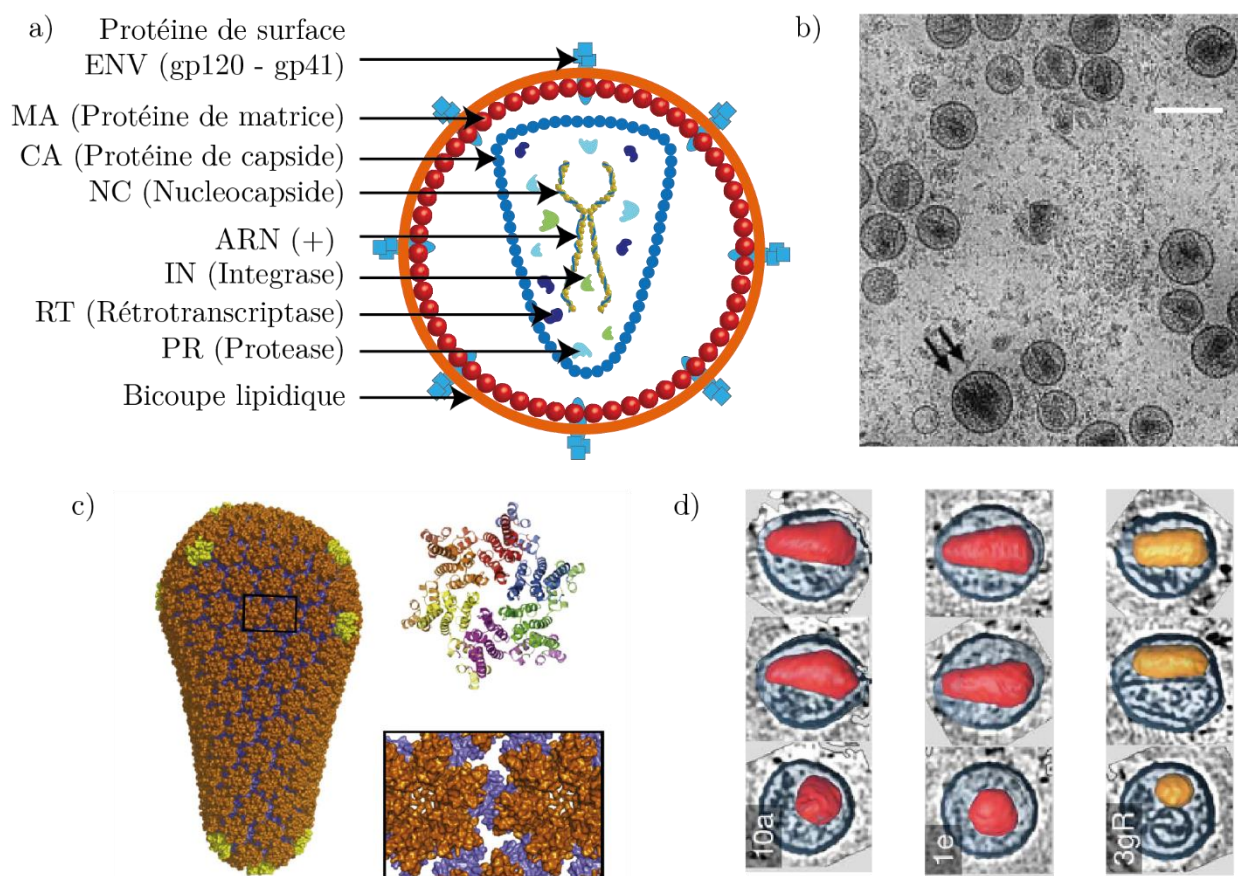 a)
Protéine de surface
ENV (gp120 - gp41)
MA (Protéine de matrice)
CA (Protéine de capside)
NC (Nucleocapside)
ARN (+)
IN (Integrase)
RT (Rétrotranscriptase)
PR (Protease)
Bicoupe lipidique
b)
c)
d)
10a
1e
3gR